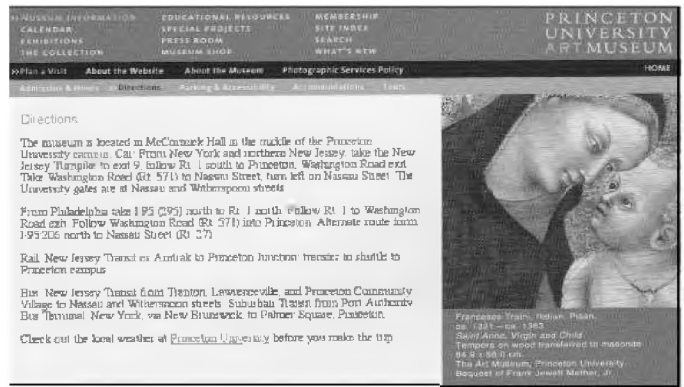 »MUSEUM INFORMATION EDUCATIONAL RESOURCES MEMBERSHIP
CALENDAR SPECIAL PROJECTS SITE INDEX
EXHIBITIONS PRESS ROOM SEARCH
THE COLLECTION MUSEUM SHOP WHAT'S NEW
PRINCETON
UNIVERSITY
ART MUSEUM
»Plan a Visit About the Website About the Museum Photographic Services Policy HOME
Admission & Hours »Directions Parking & Accessibility Accommodations Tours
Directions
The museum is located in McCormick Hall in the middle of the Princeton
University campus. Car: From New York and northern New Jersey, take the New
Jersey Turnpike to exit 9, follow Rt. 1 south to Princeton, Washington Road exit.
Take Washington Road (Rt. 571) to Nassau Street, turn left on Nassau Street. The
University gates are at Nassau and Witherspoon streets.
From Philadelphia take I-95 (295) north to Rt. 1 north. Follow Rt. 1 to Washington
Road exit. Follow Washington Road (Rt. 571) into Princeton. Alternate route from
I-95:206 north to Nassau Street (Rt. 27).
Rail: New Jersey Transit or Amtrak to Princeton Junction: transfer to shuttle to
Princeton campus.
Bus: New Jersey Transit from Trenton, Lawrenceville, and Princeton Community
Village to Nassau and Witherspoon streets. Suburban Transit from Port Authority
Bus Terminal, New York, via New Brunswick, to Palmer Square, Princeton.
Check out the local weather at Princeton University before you make the trip.
Francesco Traini, Italian, Pisan,
ca. 1321–ca. 1363
Saint Anne, Virgin and Child
Tempera on wood transferred to masonite
84.9 x 56.0 cm.
The Art Museum, Princeton University
Bequest of Frank Jewett Mather, Jr.